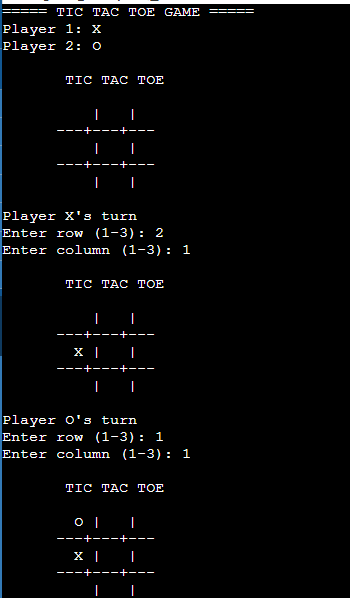 ===== TIC TAC TOE GAME =====
Player 1: X
Player 2: O
TIC TAC TOE
   |   |
---+---+---
   |   |
---+---+---
   |   |
Player X's turn
Enter row (1-3): 2
Enter column (1-3): 1
TIC TAC TOE
   |   |
---+---+---
 X |   |
---+---+---
   |   |
Player O's turn
Enter row (1-3): 1
Enter column (1-3): 1
TIC TAC TOE
 O |   |
---+---+---
 X |   |
---+---+---
   |   |